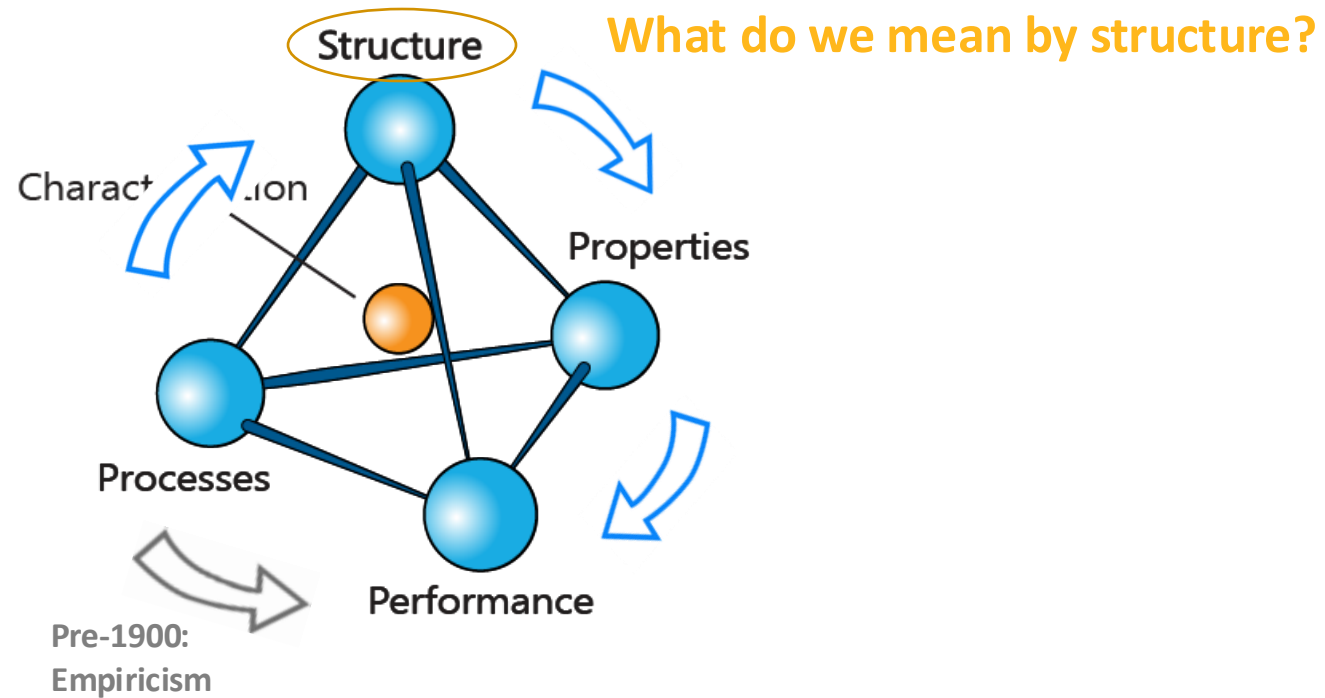 Structure
What do we mean by structure?
Properties
Processes
Performance
Pre-1900:
Empiricism